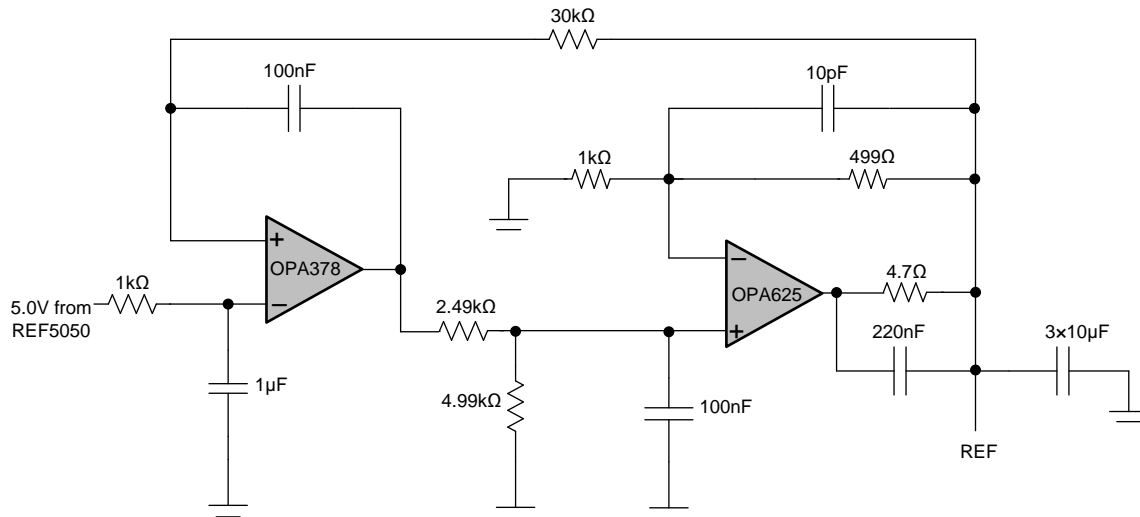 30kΩ
100nF
10pF
1kΩ
499Ω
+
OPA378
−
1kΩ
5.0V from
REF5050
−
OPA625
+
4.7Ω
2.49kΩ
220nF
3×10µF
1µF
4.99kΩ
100nF
REF